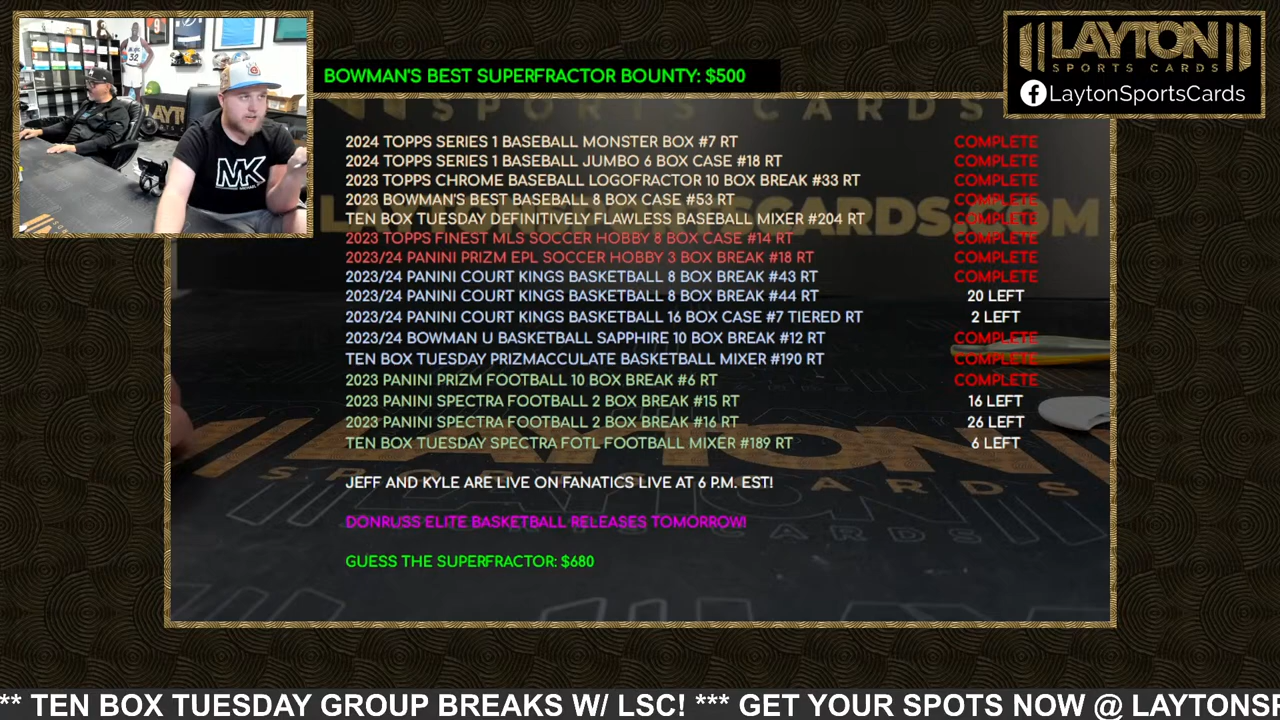 BOWMAN'S BEST SUPERFRACTOR BOUNTY: $500
LAYTON
SPORTS CARDS
LaytonSportsCards
32
MK
2024 TOPPS SERIES 1 BASEBALL MONSTER BOX #7 RT COMPLETE
2024 TOPPS SERIES 1 BASEBALL JUMBO 6 BOX CASE #18 RT COMPLETE
2023 TOPPS CHROME BASEBALL LOGOFRACTOR 10 BOX BREAK #33 RT COMPLETE
2023 BOWMAN'S BEST BASEBALL 8 BOX CASE #53 RT COMPLETE
TEN BOX TUESDAY DEFINITIVELY FLAWLESS BASEBALL MIXER #204 RT COMPLETE
2023 TOPPS FINEST MLS SOCCER HOBBY 8 BOX CASE #14 RT COMPLETE
2023/24 PANINI PRIZM EPL SOCCER HOBBY 3 BOX BREAK #18 RT COMPLETE
2023/24 PANINI COURT KINGS BASKETBALL 8 BOX BREAK #43 RT COMPLETE
2023/24 PANINI COURT KINGS BASKETBALL 8 BOX BREAK #44 RT 20 LEFT
2023/24 PANINI COURT KINGS BASKETBALL 16 BOX CASE #7 TIERED RT 2 LEFT
2023/24 BOWMAN U BASKETBALL SAPPHIRE 10 BOX BREAK #12 RT COMPLETE
TEN BOX TUESDAY PRIZMACCULATE BASKETBALL MIXER #190 RT COMPLETE
2023 PANINI PRIZM FOOTBALL 10 BOX BREAK #6 RT COMPLETE
2023 PANINI SPECTRA FOOTBALL 2 BOX BREAK #15 RT 16 LEFT
2023 PANINI SPECTRA FOOTBALL 2 BOX BREAK #16 RT 26 LEFT
TEN BOX TUESDAY SPECTRA FOTL FOOTBALL MIXER #189 RT 6 LEFT
JEFF AND KYLE ARE LIVE ON FANATICS LIVE AT 6 P.M. EST!
DONRUSS ELITE BASKETBALL RELEASES TOMORROW!
GUESS THE SUPERFRACTOR: $680
** TEN BOX TUESDAY GROUP BREAKS W/ LSC! *** GET YOUR SPOTS NOW @ LAYTONSP